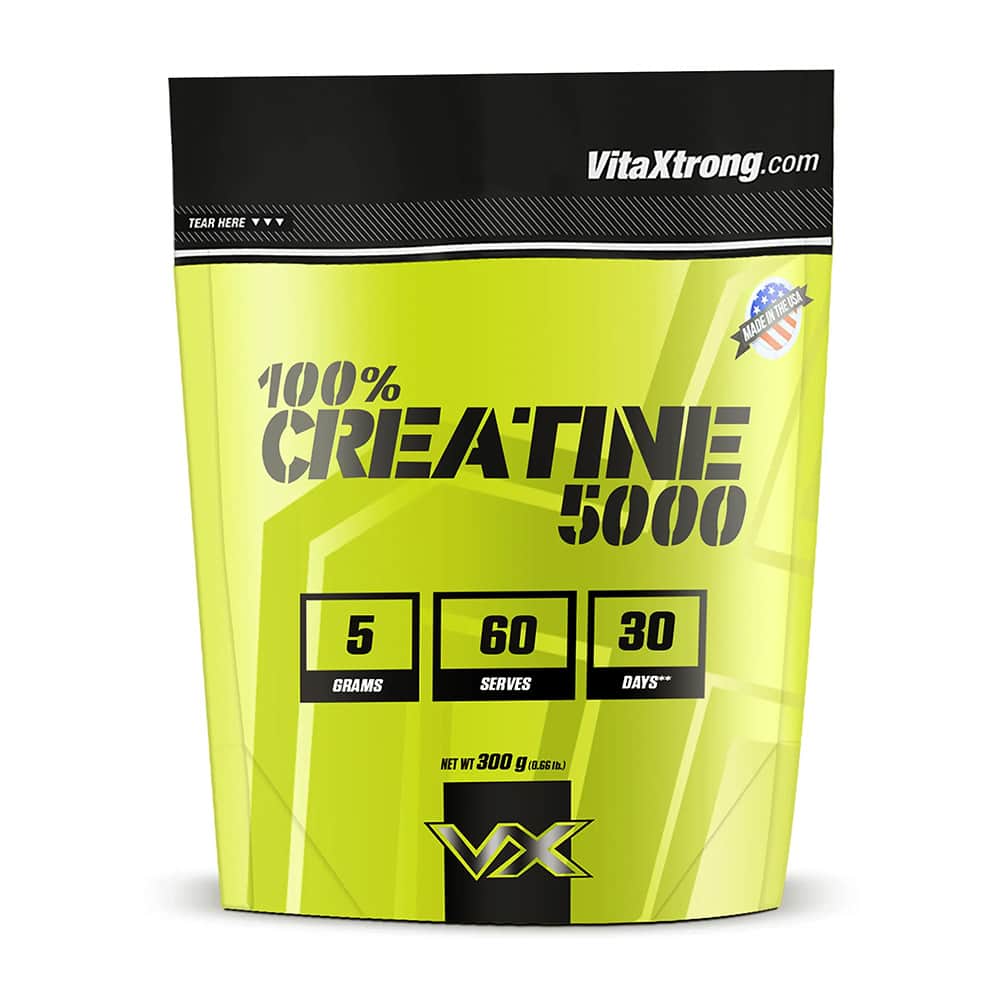 VitaXtrong.com
TEAR HERE ▼▼▼
MADE IN THE USA
100%
CREATINE
5000
5
GRAMS
60
SERVES
30
DAYS**
NET WT 300 g (0.66 lb.)
VX